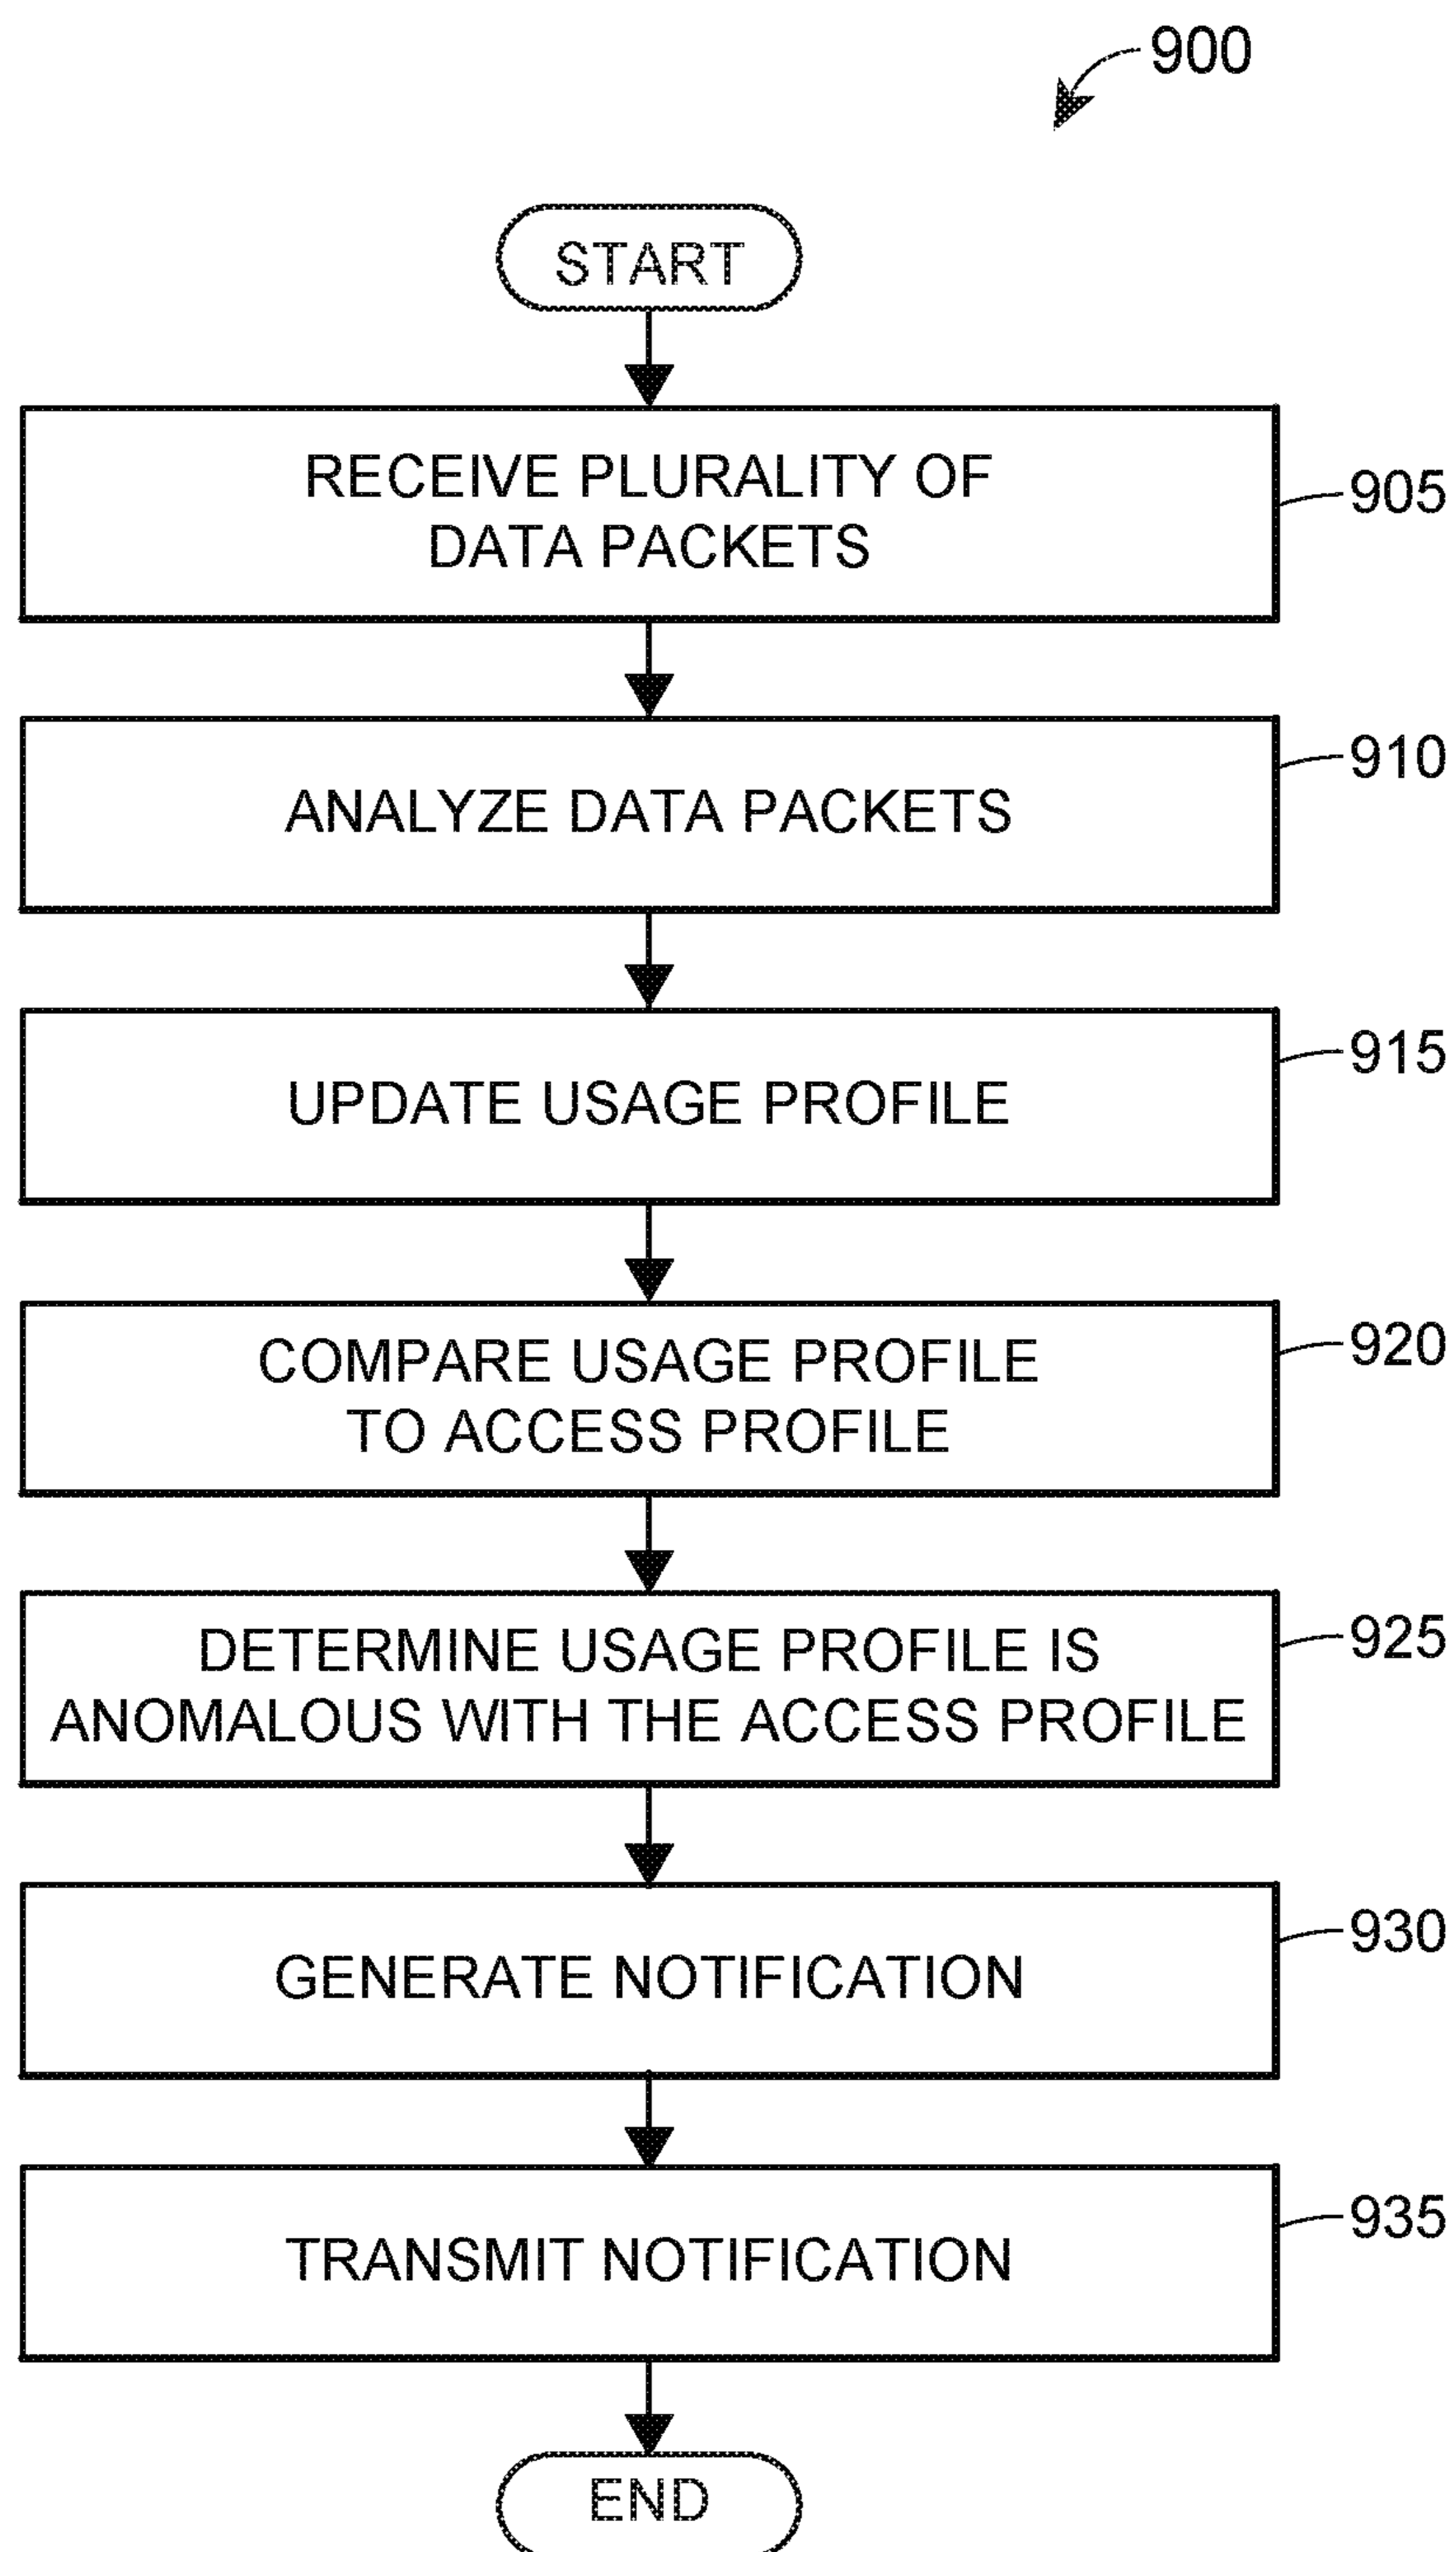 900
START
RECEIVE PLURALITY OF
DATA PACKETS
905
ANALYZE DATA PACKETS
910
UPDATE USAGE PROFILE
915
COMPARE USAGE PROFILE
TO ACCESS PROFILE
920
DETERMINE USAGE PROFILE IS
ANOMALOUS WITH THE ACCESS PROFILE
925
GENERATE NOTIFICATION
930
TRANSMIT NOTIFICATION
935
END